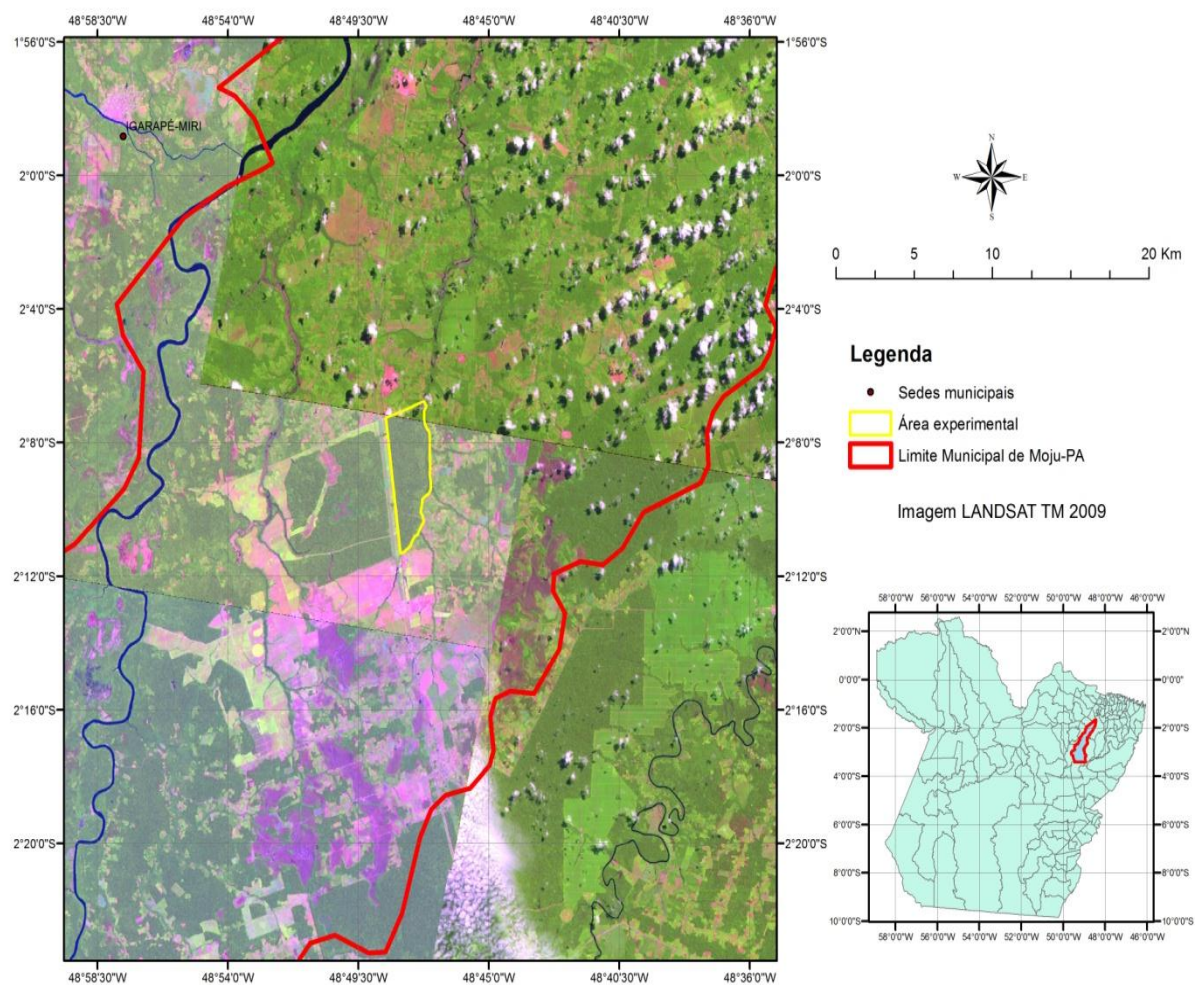 48°58'30"W 48°54'0"W 48°49'30"W 48°45'0"W 48°40'30"W 48°36'0"W
1°56'0"S 1°56'0"S
IGARAPÉ-MIRI
2°0'0"S 2°0'0"S
2°4'0"S 2°4'0"S
2°8'0"S 2°8'0"S
2°12'0"S 2°12'0"S
2°16'0"S 2°16'0"S
2°20'0"S 2°20'0"S
48°58'30"W 48°54'0"W 48°49'30"W 48°45'0"W 48°40'30"W 48°36'0"W
N
W E
S
0 5 10 20 Km
Legenda
Sedes municipais
Área experimental
Limite Municipal de Moju-PA
Imagem LANDSAT TM 2009
58°0'0"W 56°0'0"W 54°0'0"W 52°0'0"W 50°0'0"W 48°0'0"W 46°0'0"W
2°0'0"N 2°0'0"N
0°0'0" 0°0'0"
2°0'0"S 2°0'0"S
4°0'0"S 4°0'0"S
6°0'0"S 6°0'0"S
8°0'0"S 8°0'0"S
10°0'0"S 10°0'0"S
58°0'0"W 56°0'0"W 54°0'0"W 52°0'0"W 50°0'0"W 48°0'0"W 46°0'0"W